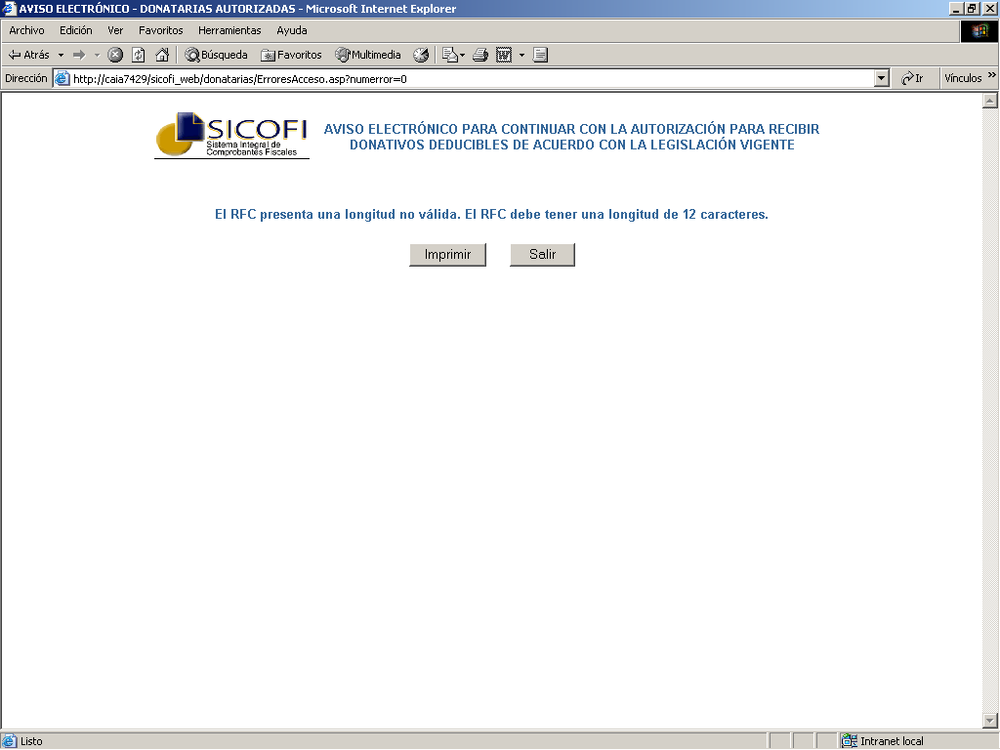 AVISO ELECTRÓNICO - DONATARIAS AUTORIZADAS - Microsoft Internet Explorer
Archivo Edición Ver Favoritos Herramientas Ayuda
Atrás Búsqueda Favoritos Multimedia
Dirección http://caia7429/sicofi_web/donatarias/ErroresAcceso.asp?numerror=0 Ir Vínculos »
SICOFI
Sistema Integral de
Comprobantes Fiscales
AVISO ELECTRÓNICO PARA CONTINUAR CON LA AUTORIZACIÓN PARA RECIBIR
DONATIVOS DEDUCIBLES DE ACUERDO CON LA LEGISLACIÓN VIGENTE
El RFC presenta una longitud no válida. El RFC debe tener una longitud de 12 caracteres.
Imprimir Salir
Listo Intranet local